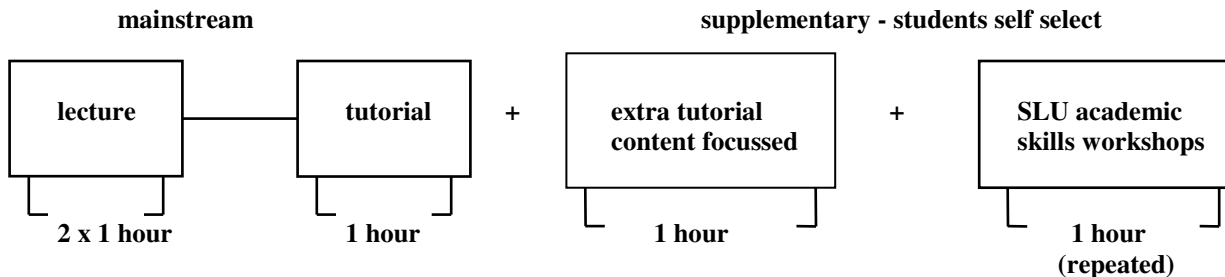 mainstream
supplementary - students self select
lecture
tutorial
+
extra tutorial
content focussed
+
SLU academic
skills workshops
2 x 1 hour
1 hour
1 hour
1 hour
(repeated)